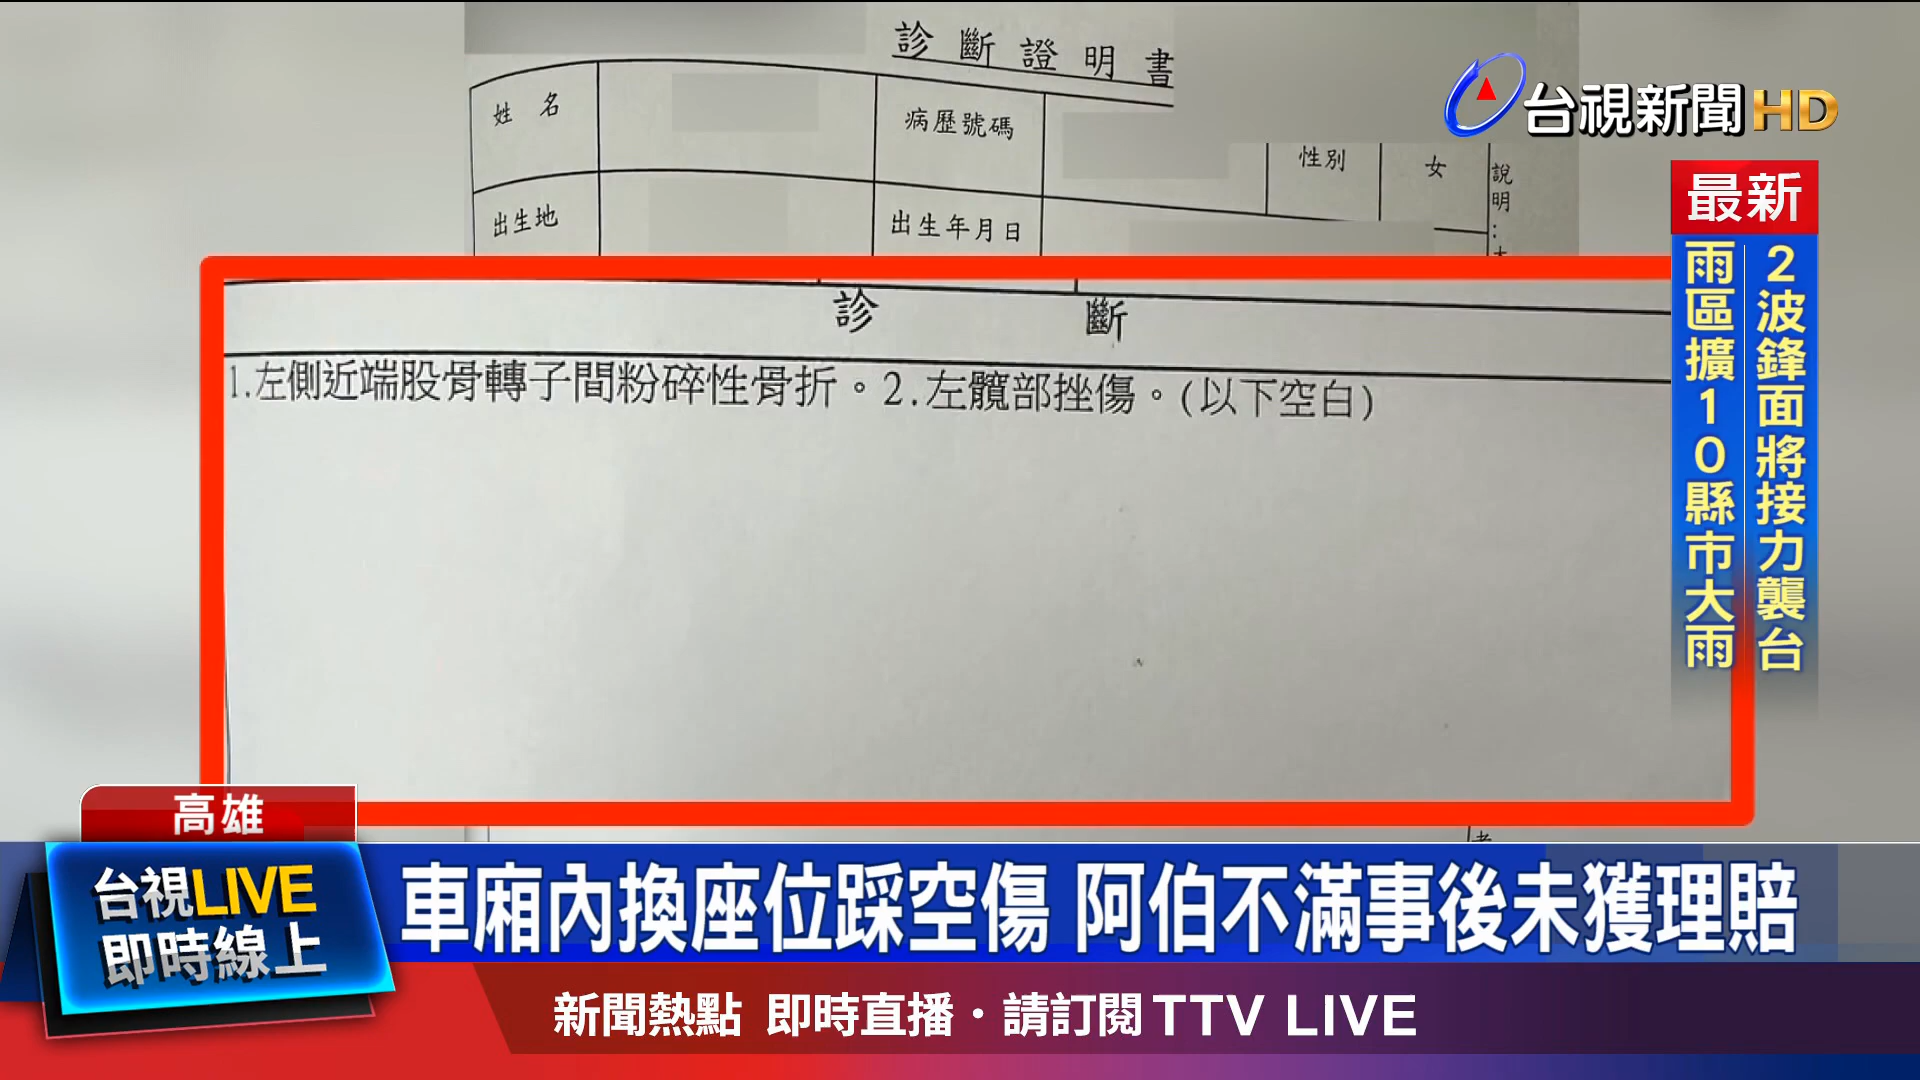 診斷證明書
姓名
病歷號碼
性別
女
說明:
出生地
出生年月日
台視新聞HD
最新
2波鋒面將接力襲台
雨區擴10縣市大雨
診斷
1.左側近端股骨轉子間粉碎性骨折。2.左髖部挫傷。(以下空白)
高雄
台視LIVE
即時線上
車廂內換座位踩空傷 阿伯不滿事後未獲理賠
新聞熱點 即時直播・請訂閱TTV LIVE